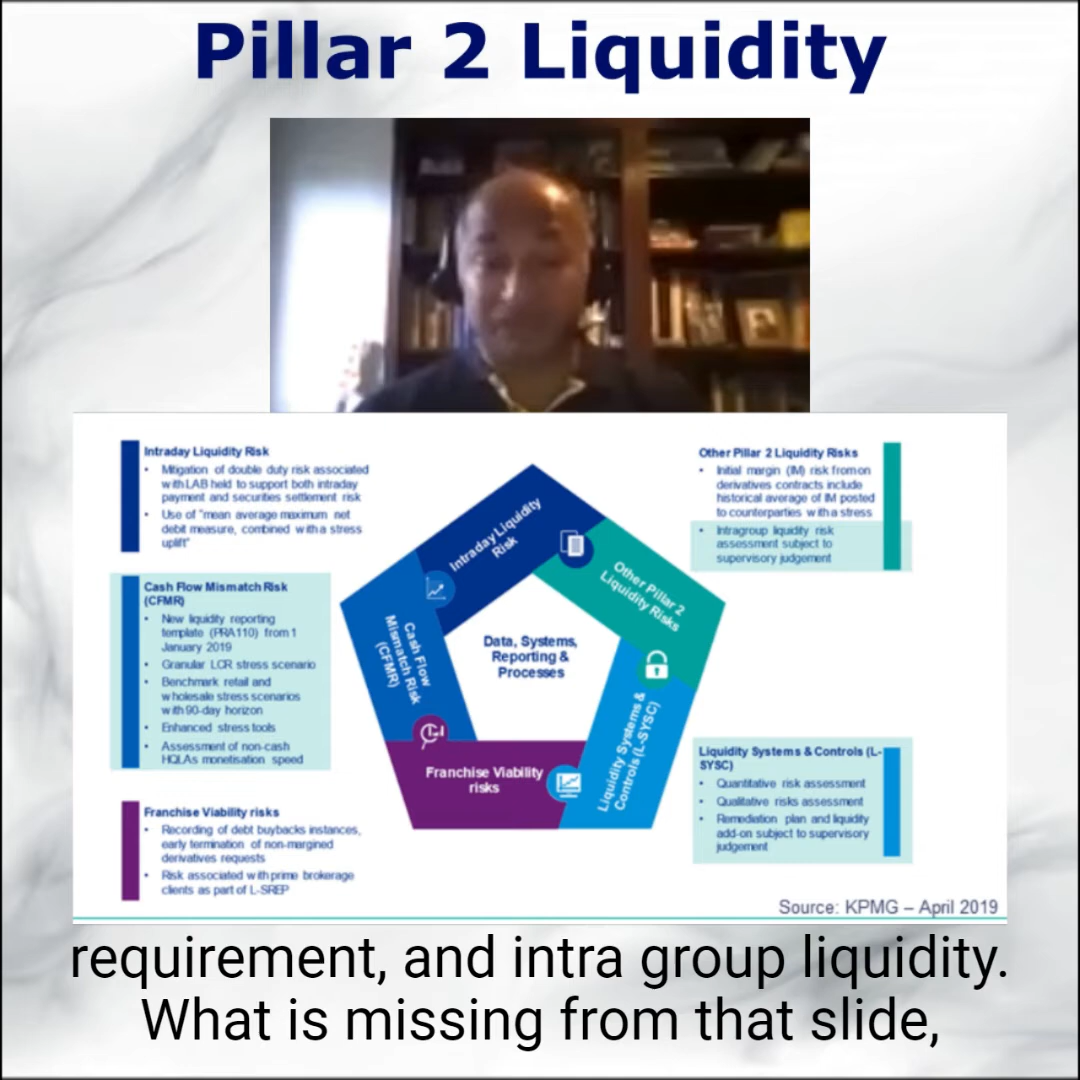 Pillar 2 Liquidity
Intraday Liquidity Risk
• Mitigation of double duty risk associated
with LAB held to support both intraday
payment and securities settlement risk
• Use of "mean average maximum net
debit measure, combined with a stress
uplift"
Cash Flow Mismatch Risk
(CFMR)
• New liquidity reporting
template (PRA110) from 1
January 2019
• Granular LCR stress scenario
• Benchmark retail and
wholesale stress scenarios
with 90-day horizon
• Enhanced stress tools
• Assessment of non-cash
HQLAs monetisation speed
Franchise Viability risks
• Recording of debt buybacks instances,
early termination of non-margined
derivatives requests
• Risk associated with prime brokerage
clients as part of L-SREP
Intraday Liquidity
Risk
Other Pillar 2
Liquidity Risks
Cash Flow
Mismatch Risk
(CFMR)
Data, Systems,
Reporting &
Processes
Liquidity Systems &
Controls (L-SYSC)
Franchise Viability
risks
Other Pillar 2 Liquidity Risks
• Initial margin (IM) risk from on
derivatives contracts include
historical average of IM posted
to counterparties with a stress
• Intragroup liquidity risk
assessment subject to
supervisory judgement
Liquidity Systems & Controls (L-
SYSC)
• Quantitative risk assessment
• Qualitative risks assessment
• Remediation plan and liquidity
add-on subject to supervisory
judgement
Source: KPMG – April 2019
requirement, and intra group liquidity.
What is missing from that slide,